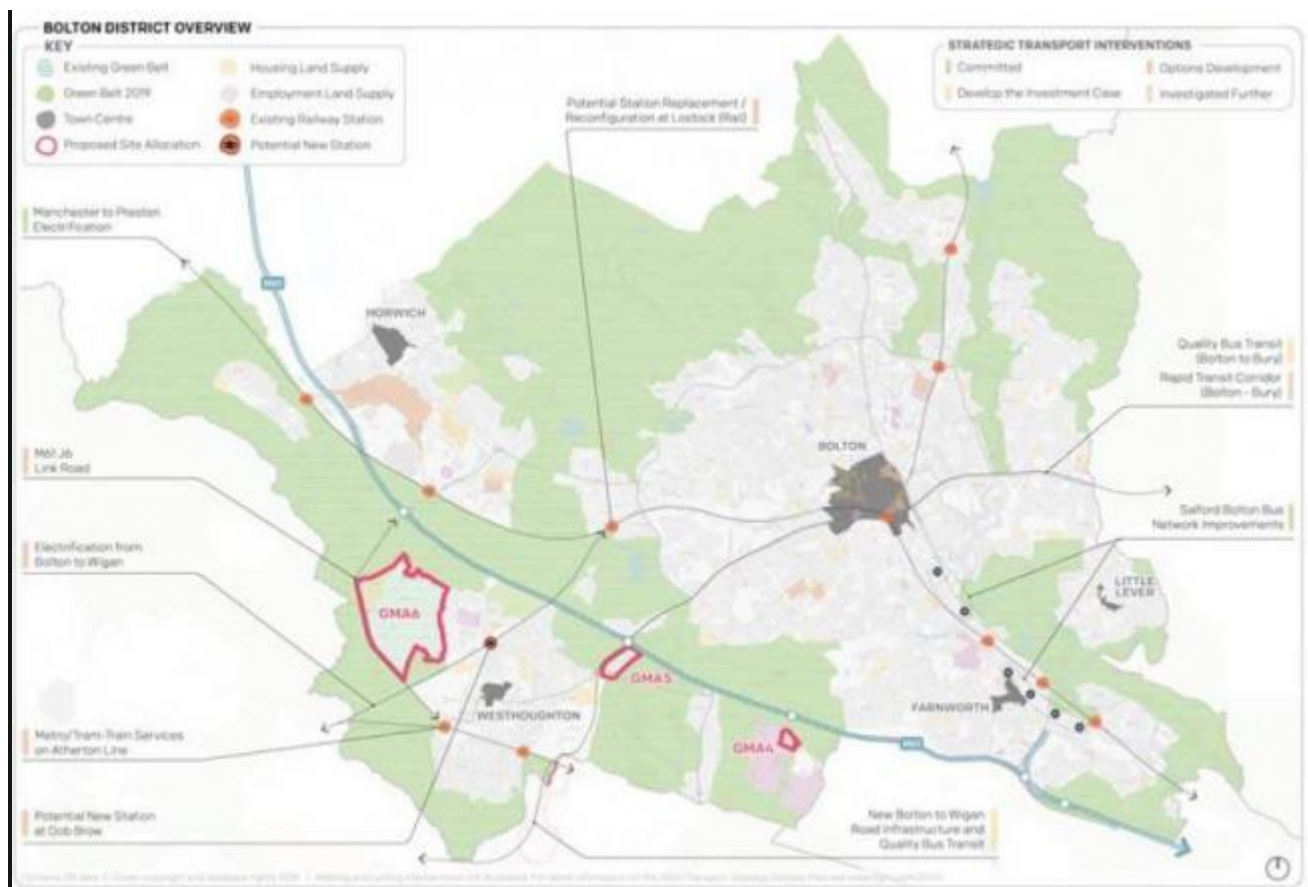 BOLTON DISTRICT OVERVIEW
KEY
Existing Green Belt
Green Belt 2019
Town Centre
Proposed Site Allocation
Housing Land Supply
Employment Land Supply
Existing Railway Station
Potential New Station
STRATEGIC TRANSPORT INTERVENTIONS
Committed
Develop the Investment Case
Options Development
Investigated Further
Potential Station Replacement /
Reconfiguration at Lostock (Rail)
Manchester to Preston
Electrification
M61
HORWICH
Quality Bus Transit
(Bolton to Bury)
Rapid Transit Corridor
(Bolton - Bury)
M61 J6
Link Road
BOLTON
Salford Bolton Bus
Network Improvements
Electrification from
Bolton to Wigan
LITTLE
LEVER
GMA6
GMA5
WESTHOUGHTON
FARNWORTH
Metro/Tram-Train Services
on Atherton Line
GMA4
M61
Potential New Station
at Dob Brow
New Bolton to Wigan
Road Infrastructure and
Quality Bus Transit